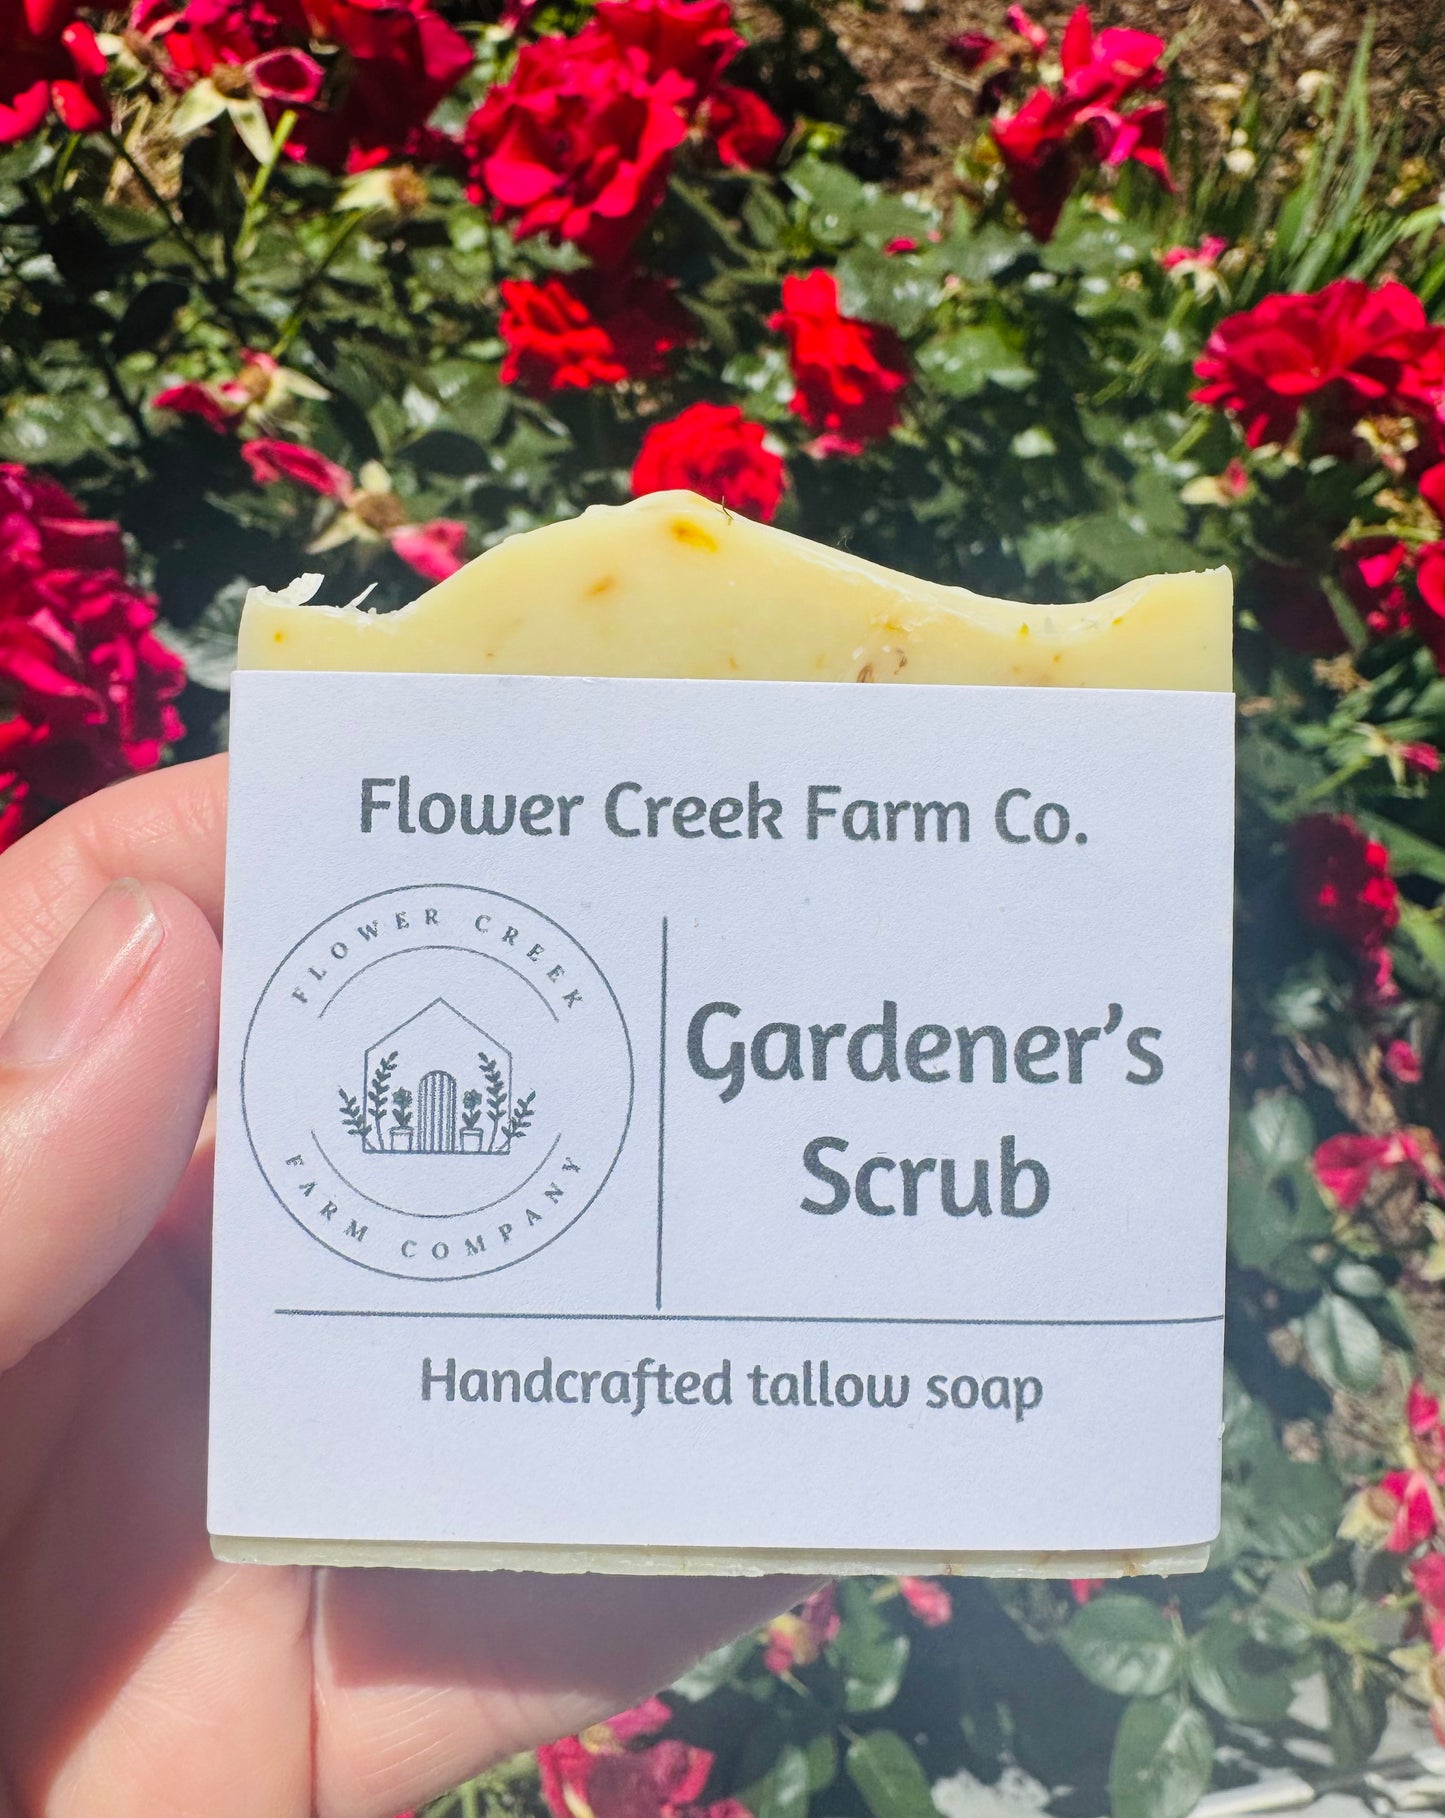 Flower Creek Farm Co.
FLOWER CREEK
FARM COMPANY
Gardener's
Scrub
Handcrafted tallow soap